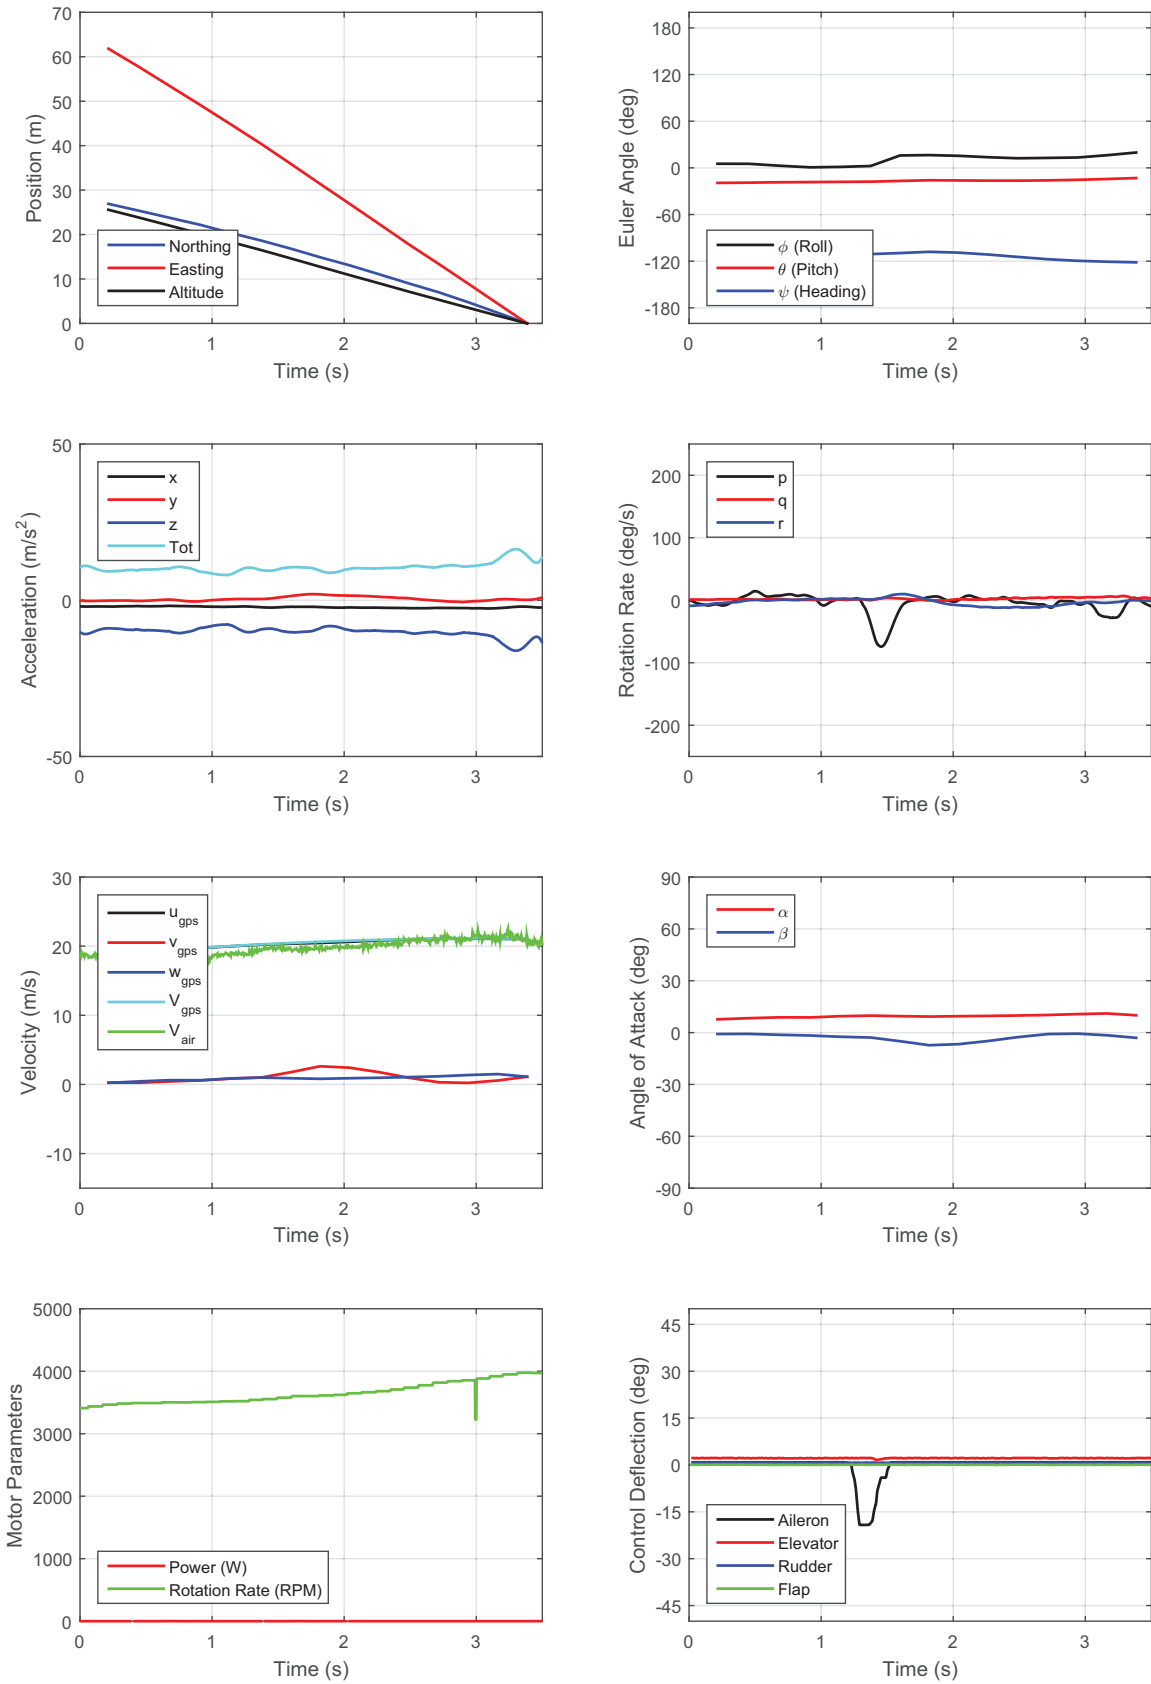 70
60
50
40
30
20
10
0
Position (m)
Northing
Easting
Altitude
0 1 2 3
Time (s)
180
120
60
0
-60
-120
-180
Euler Angle (deg)
ϕ (Roll)
θ (Pitch)
ψ (Heading)
0 1 2 3
Time (s)
50
0
-50
Acceleration (m/s²)
x
y
z
Tot
0 1 2 3
Time (s)
200
100
0
-100
-200
Rotation Rate (deg/s)
p
q
r
0 1 2 3
Time (s)
30
20
10
0
-10
Velocity (m/s)
u_gps
v_gps
w_gps
V_gps
V_air
0 1 2 3
Time (s)
90
60
30
0
-30
-60
-90
Angle of Attack (deg)
α
β
0 1 2 3
Time (s)
5000
4000
3000
2000
1000
0
Motor Parameters
Power (W)
Rotation Rate (RPM)
0 1 2 3
Time (s)
45
30
15
0
-15
-30
-45
Control Deflection (deg)
Aileron
Elevator
Rudder
Flap
0 1 2 3
Time (s)